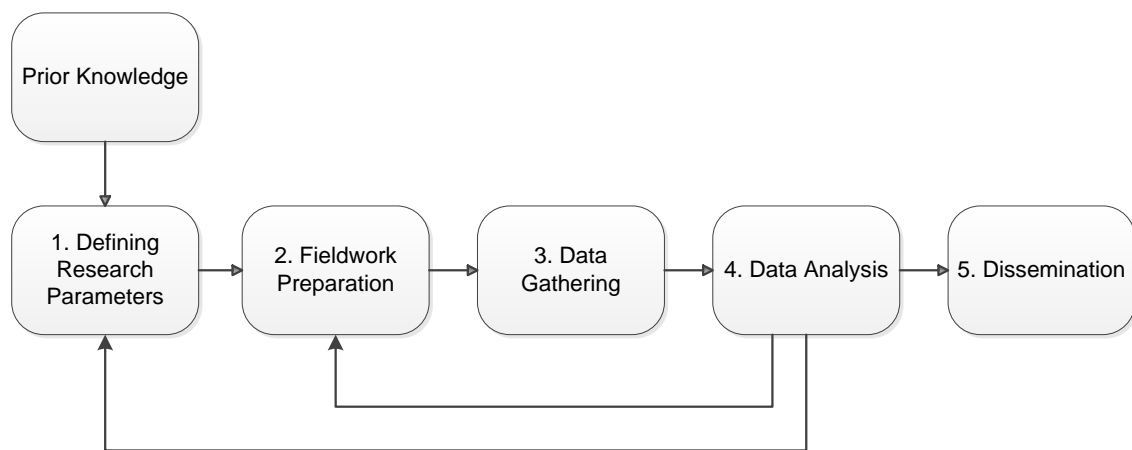 Prior Knowledge
1. Defining
Research
Parameters
2. Fieldwork
Preparation
3. Data
Gathering
4. Data Analysis
5. Dissemination